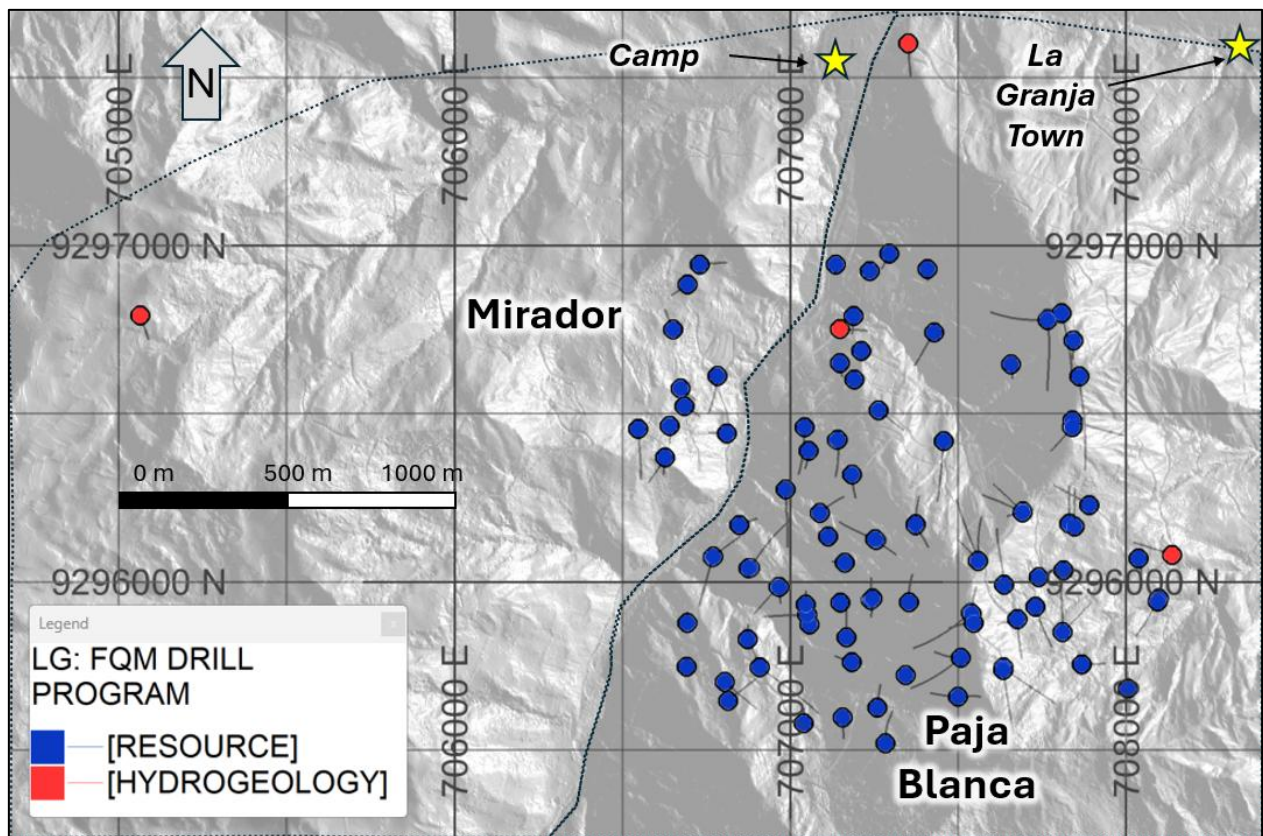 N
Camp
La
Granja
Town
705000 E
706000 E
707000 E
708000 E
9297000 N
9297000 N
Mirador
0 m
500 m
1000 m
9296000 N
9296000 N
Legend
LG: FQM DRILL
PROGRAM
[RESOURCE]
[HYDROGEOLOGY]
706000 E
707000 E
708000 E
Paja
Blanca